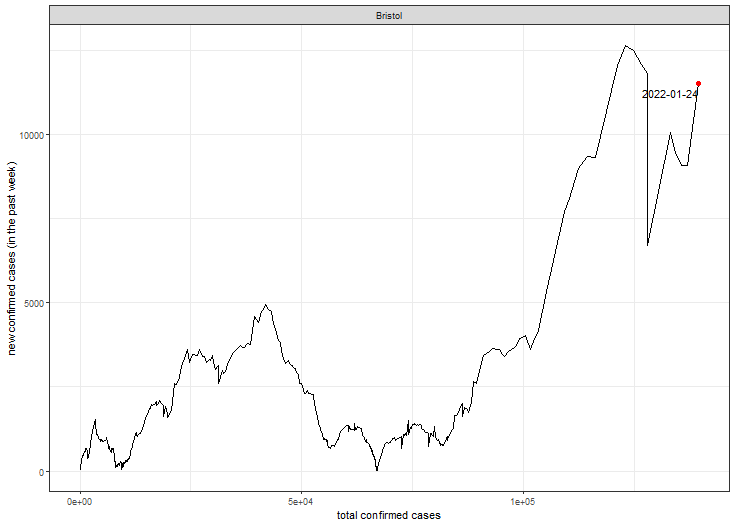 Bristol
new confirmed cases (in the past week)
10000
5000
0
2022-01-24
0e+00
5e+04
1e+05
total confirmed cases